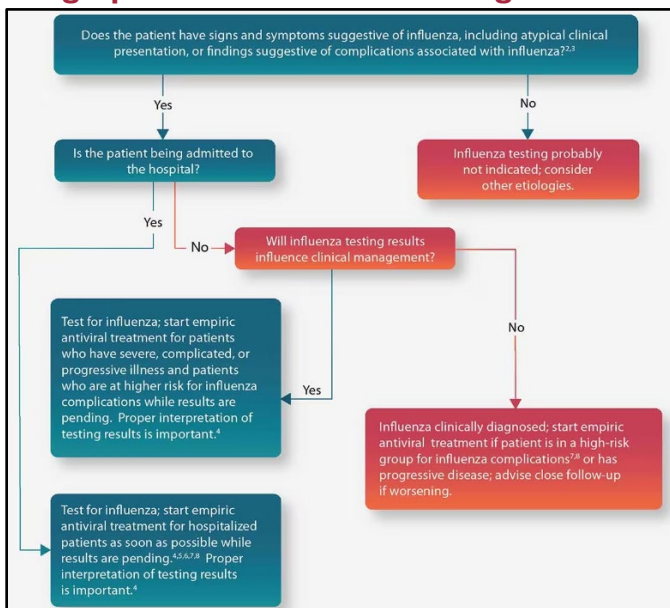 Does the patient have signs and symptoms suggestive of influenza, including atypical clinical
presentation, or findings suggestive of complications associated with influenza?2,3
Yes
No
Is the patient being admitted to
the hospital?
Influenza testing probably
not indicated; consider
other etiologies.
Yes
No
Will influenza testing results
influence clinical management?
No
Test for influenza; start empiric
antiviral treatment for patients
who have severe, complicated, or
progressive illness and patients
who are at higher risk for influenza
complications while results are
pending. Proper interpretation of
testing results is important.4
Yes
Influenza clinically diagnosed; start empiric
antiviral treatment if patient is in a high-risk
group for influenza complications7,8 or has
progressive disease; advise close follow-up
if worsening.
Test for influenza; start empiric
antiviral treatment for hospitalized
patients as soon as possible while
results are pending.4,5,6,7,8 Proper
interpretation of testing results
is important.4